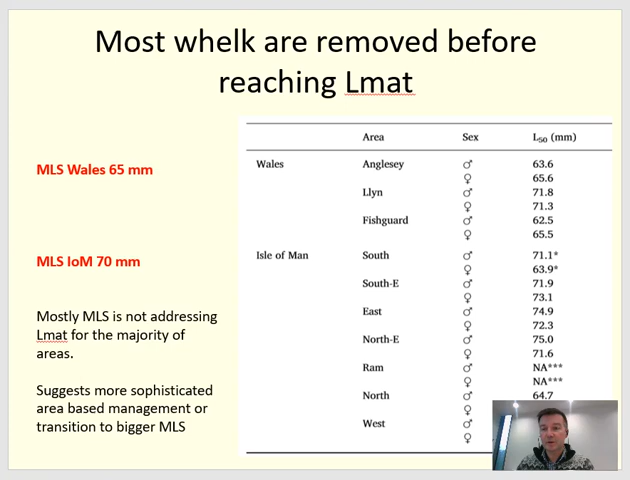 Most whelk are removed before
reaching Lmat
MLS Wales 65 mm
MLS IoM 70 mm
Mostly MLS is not addressing
Lmat for the majority of
areas.
Suggests more sophisticated
area based management or
transition to bigger MLS
Area Sex L50 (mm)
Wales Anglesey ♂ 63.6
♀ 65.6
Llyn ♂ 71.8
♀ 71.3
Fishguard ♂ 62.5
♀ 65.5
Isle of Man South ♂ 71.1*
♀ 63.9*
South-E ♂ 71.9
♀ 73.1
East ♂ 74.9
♀ 72.3
North-E ♂ 75.0
♀ 71.6
Ram ♂ NA***
♀ NA***
North ♂ 64.7
♀
West ♂
♀